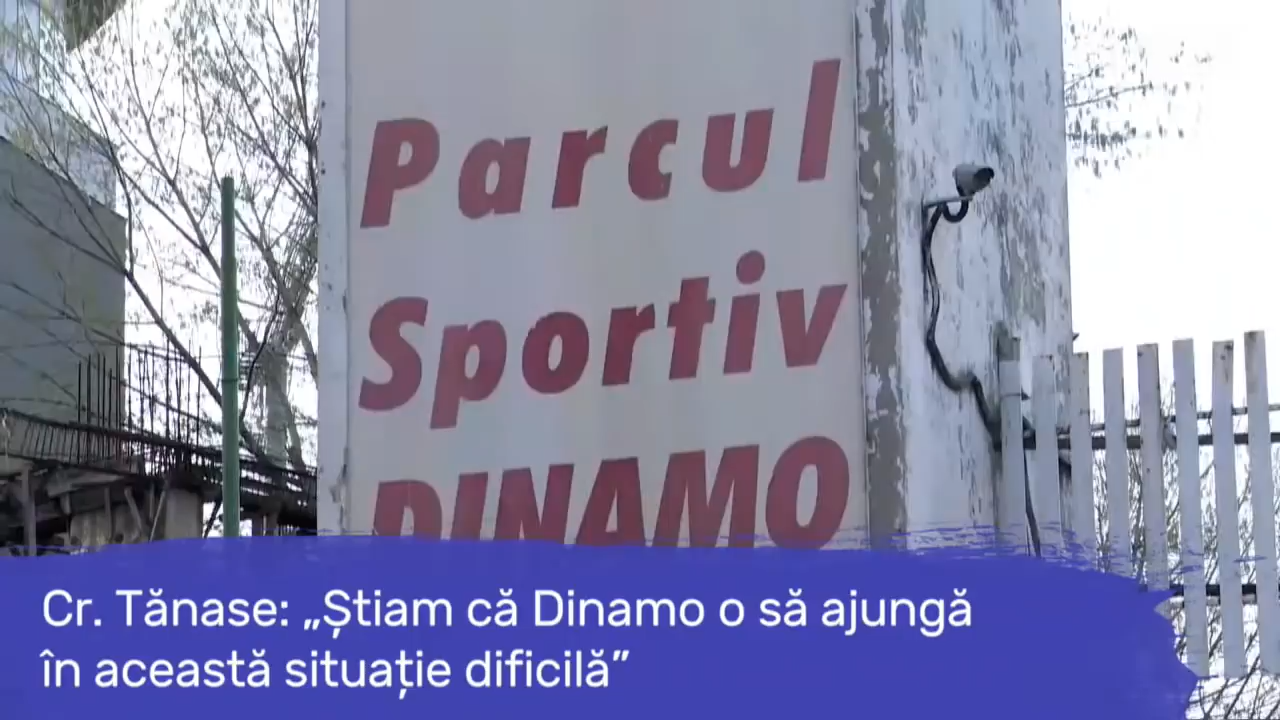 Parcul
Sportiv
DINAMO
Cr. Tănase: „Știam că Dinamo o să ajungă
în această situație dificilă”